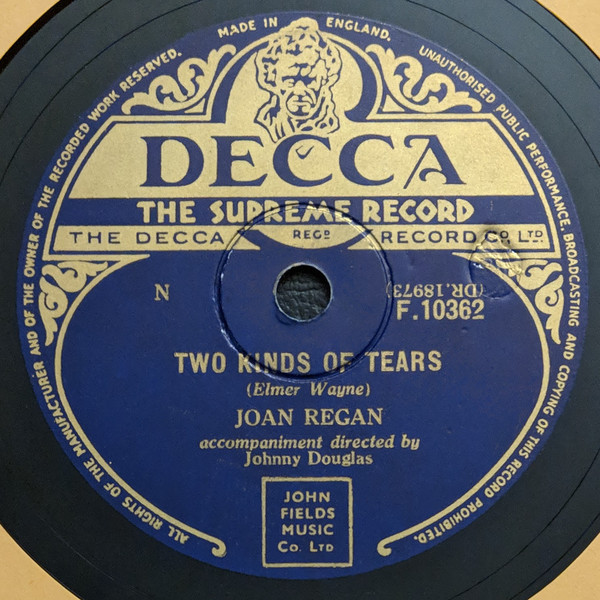 MADE IN ENGLAND.
ALL RIGHTS OF THE MANUFACTURER AND OF THE OWNER OF THE RECORDED WORK RESERVED.
UNAUTHORISED PUBLIC PERFORMANCE, BROADCASTING AND COPYING OF THIS RECORD PROHIBITED.
DECCA
THE SUPREME RECORD
THE DECCA REGD RECORD CO LTD.
N
(DR.18973)
F.10362
TWO KINDS OF TEARS
(Elmer Wayne)
JOAN REGAN
accompaniment directed by
Johnny Douglas
JOHN
FIELDS
MUSIC
Co. LTD